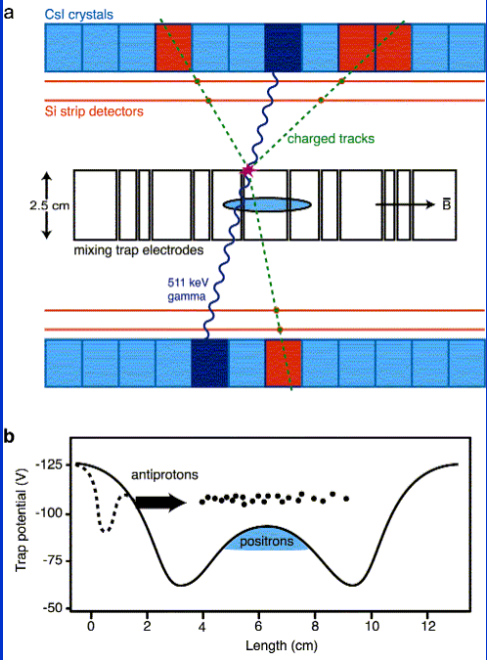 a
CsI crystals
Si strip detectors
charged tracks
2.5 cm
B
mixing trap electrodes
511 keV
gamma
b
Trap potential (V)
-125
-100
-75
-50
antiprotons
positrons
0 2 4 6 8 10 12
Length (cm)